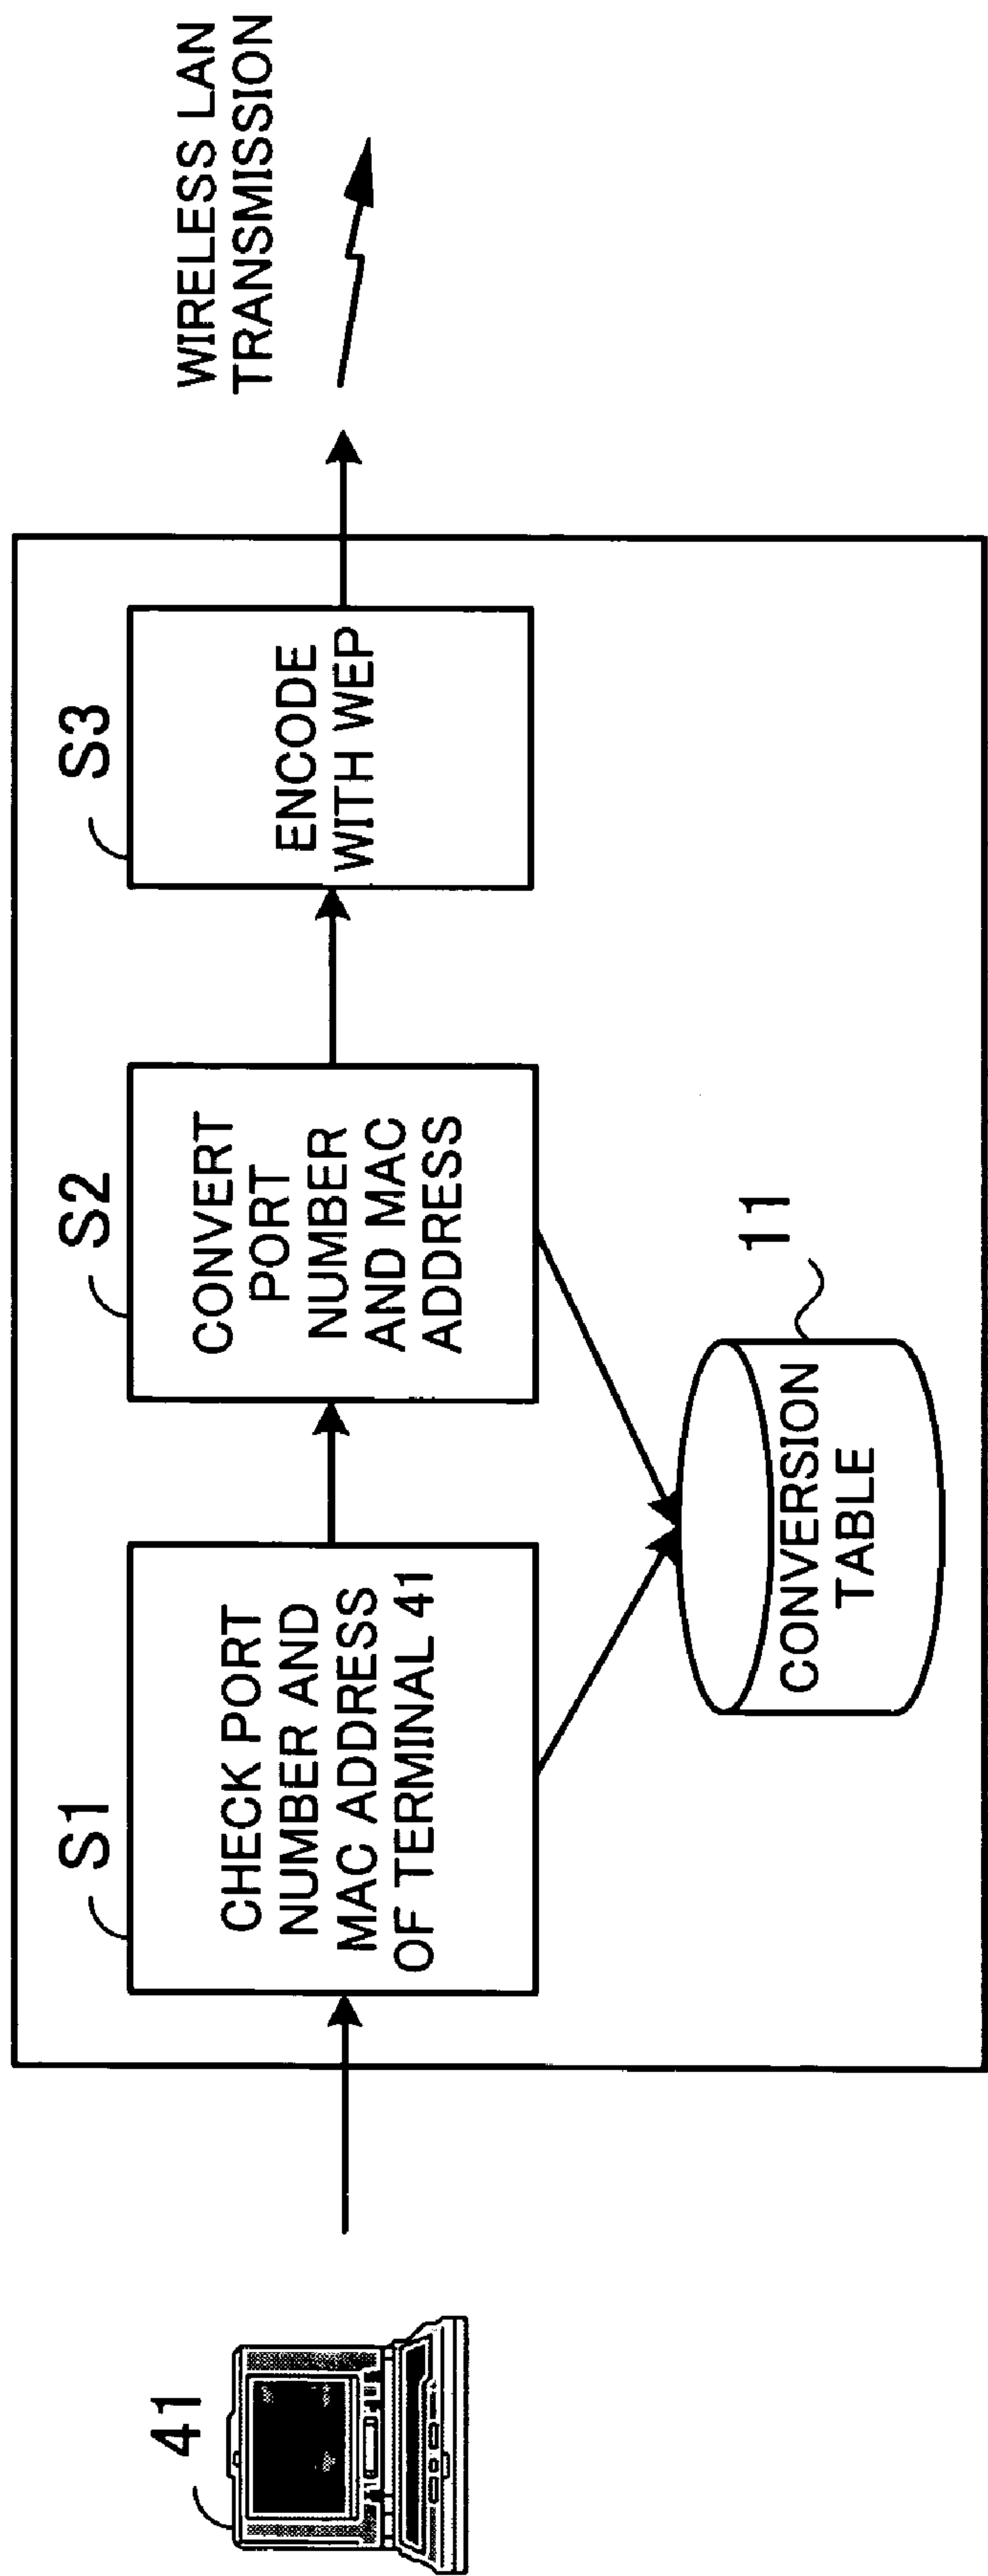 41
S1
CHECK PORT
NUMBER AND
MAC ADDRESS
OF TERMINAL 41
S2
CONVERT
PORT
NUMBER
AND MAC
ADDRESS
S3
ENCODE
WITH WEP
WIRELESS LAN
TRANSMISSION
11
CONVERSION
TABLE